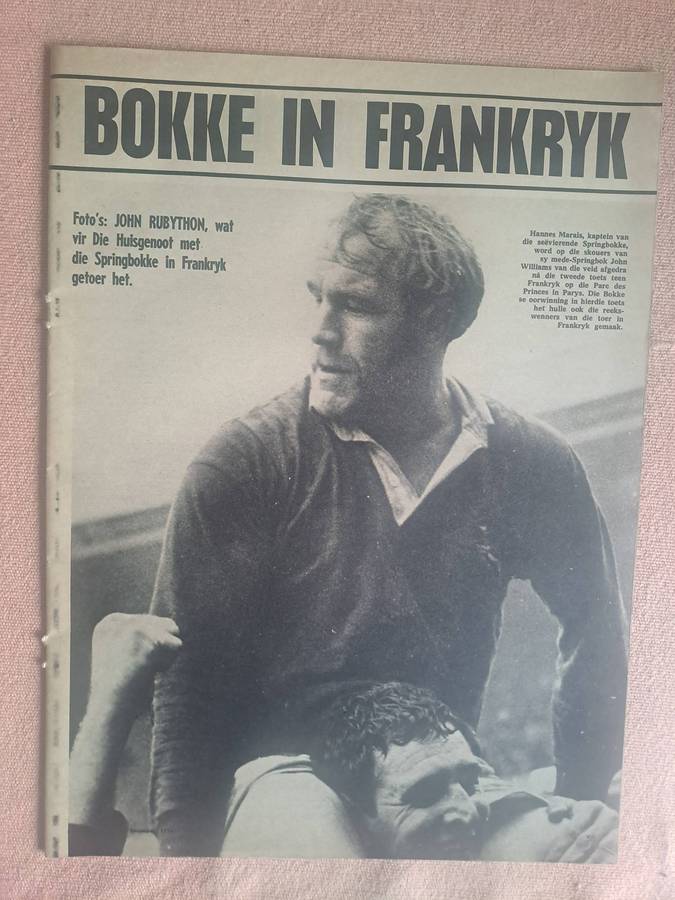 BOKKE IN FRANKRYK
Foto's: JOHN RUBYTHON, wat
vir Die Huisgenoot met
die Springbokke in Frankryk
getoer het.
Hannes Marais, kaptein van
die seëvierende Springbokke,
word op die skouers van
sy mede-Springbok John
Williams van die veld afgedra
ná die tweede toets teen
Frankryk op die Parc des
Princes in Parys. Die Bokke
se oorwinning in hierdie toets
het hulle ook die reeks-
wenners van die toer in
Frankryk gemaak.